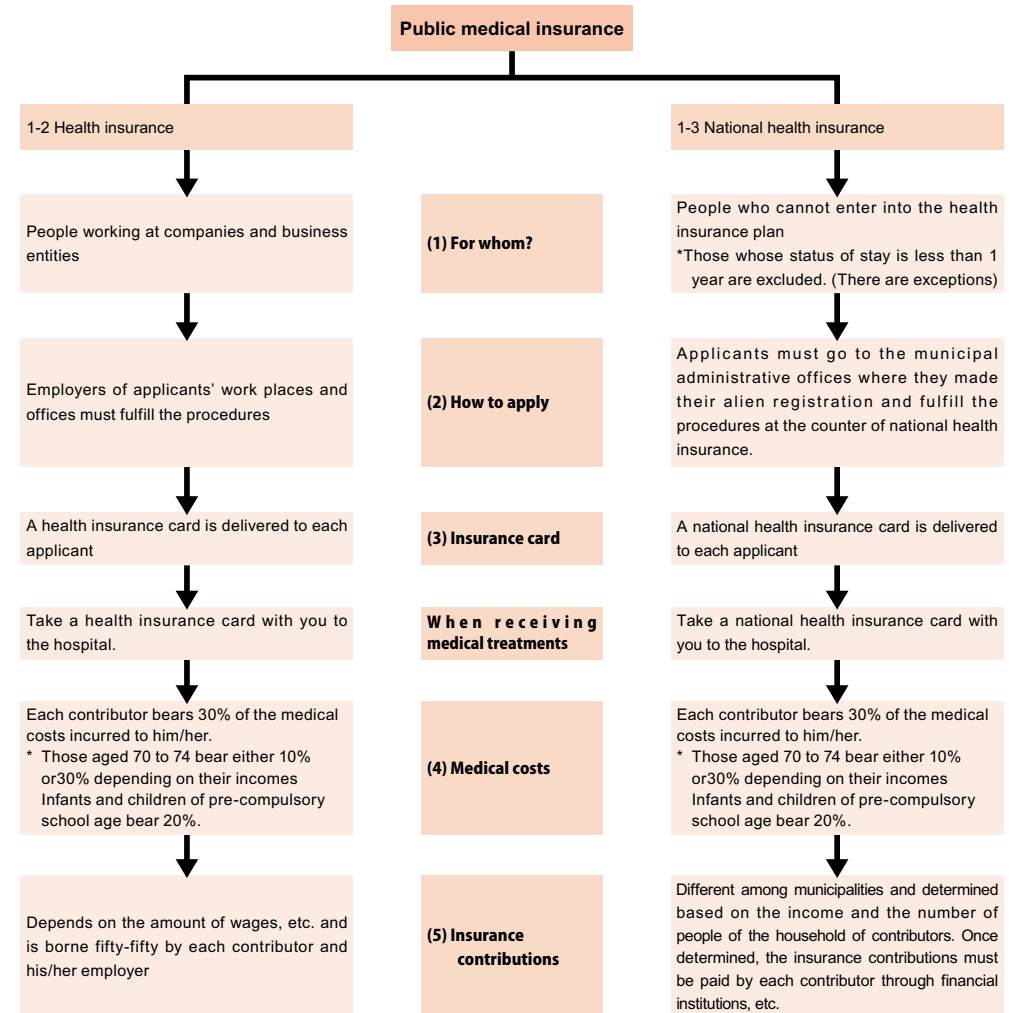 Public medical insurance
1-2 Health insurance
1-3 National health insurance
People working at companies and business
entities
(1) For whom?
People who cannot enter into the health
insurance plan
*Those whose status of stay is less than 1
year are excluded. (There are exceptions)
Employers of applicants’ work places and
offices must fulfill the procedures
(2) How to apply
Applicants must go to the municipal
administrative offices where they made
their alien registration and fulfill the
procedures at the counter of national health
insurance.
A health insurance card is delivered to each
applicant
(3) Insurance card
A national health insurance card is delivered
to each applicant
Take a health insurance card with you to
the hospital.
When receiving
medical treatments
Take a national health insurance card with
you to the hospital.
Each contributor bears 30% of the medical
costs incurred to him/her.
* Those aged 70 to 74 bear either 10%
or30% depending on their incomes
Infants and children of pre-compulsory
school age bear 20%.
(4) Medical costs
Each contributor bears 30% of the medical
costs incurred to him/her.
* Those aged 70 to 74 bear either 10%
or30% depending on their incomes
Infants and children of pre-compulsory
school age bear 20%.
Depends on the amount of wages, etc. and
is borne fifty-fifty by each contributor and
his/her employer
(5) Insurance
contributions
Different among municipalities and determined
based on the income and the number of
people of the household of contributors. Once
determined, the insurance contributions must
be paid by each contributor through financial
institutions, etc.